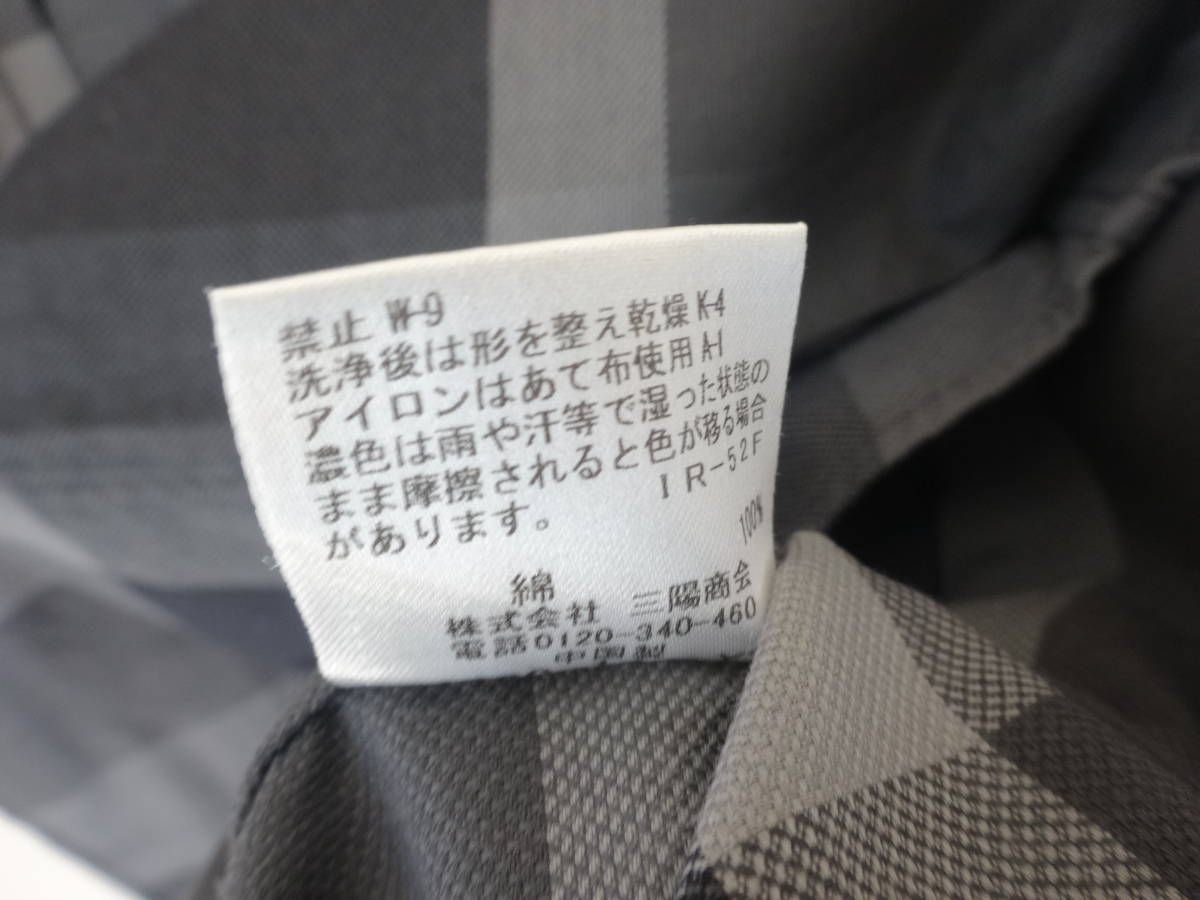 禁止 W-9
洗浄後は形を整え乾燥 K-4
アイロンはあて布使用 A-1
濃色は雨や汗等で湿った状態の
まま摩擦されると色が移る場合
があります。 IR-52F
綿 100%
株式会社 三陽商会
電話0120-340-460
中国製